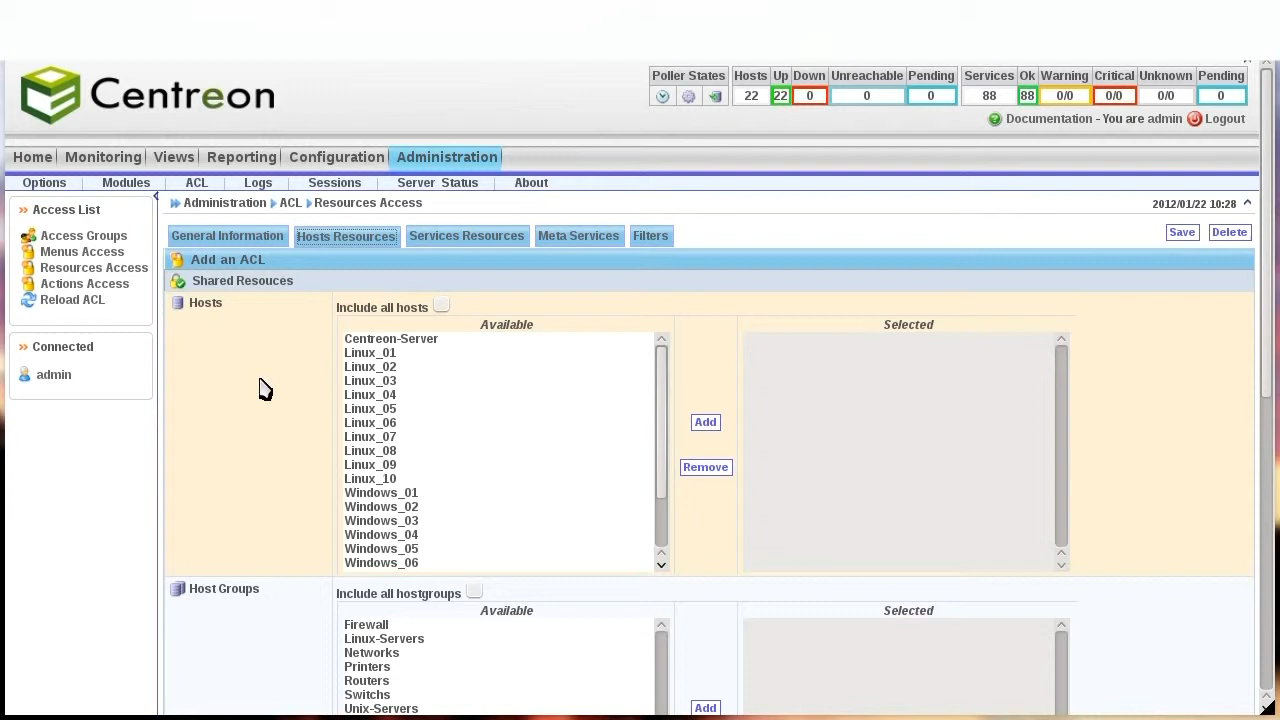 Centreon
Poller States Hosts Up Down Unreachable Pending Services Ok Warning Critical Unknown Pending
22 22 0 0 0 88 88 0/0 0/0 0/0 0
Documentation - You are admin Logout
Home Monitoring Views Reporting Configuration Administration
Options Modules ACL Logs Sessions Server Status About
Access List
Access Groups
Menus Access
Resources Access
Actions Access
Reload ACL
Connected
admin
Administration ACL Resources Access 2012/01/22 10:28
General Information Hosts Resources Services Resources Meta Services Filters Save Delete
Add an ACL
Shared Resouces
Hosts
Include all hosts
Available Selected
Centreon-Server
Linux_01
Linux_02
Linux_03
Linux_04
Linux_05
Linux_06
Linux_07
Linux_08
Linux_09
Linux_10
Windows_01
Windows_02
Windows_03
Windows_04
Windows_05
Windows_06
Add
Remove
Host Groups
Include all hostgroups
Available Selected
Firewall
Linux-Servers
Networks
Printers
Routers
Switchs
Unix-Servers
Add